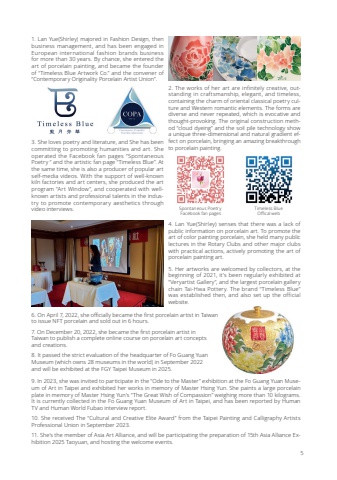 1. Lan Yue(Shirley) majored in Fashion Design, then
business management, and has been engaged in
European international fashion brands business
for more than 30 years. By chance, she entered the
art of porcelain painting, and became the founder
of "Timeless Blue Artwork Co" and the convener of
"Contemporary Originality Porcelain Artist Union".
Timeless Blue
藍 月 芬 華
COPA
3. She loves poetry and literature, and She has been
committing to promoting humanities and art. She
operated the Facebook fan pages "Spontaneous
Poetry" and the artistic fan page "Timeless Blue". At
the same time, she is also a producer of popular art
self-media videos. With the support of well-known
kiln factories and art centers, she produced the art
program "Art Window", and cooperated with well-
known artists and professional talents in the indus-
try to promote contemporary aesthetics through
video interviews.
2. The works of her art are infinitely creative, out-
standing in craftsmanship, elegant, and timeless,
containing the charm of oriental classical poetry cul-
ture and Western romantic elements. The forms are
diverse and never repeated, which is evocative and
thought-provoking. The original construction meth-
od "cloud dyeing" and the soil pile technology show
a unique three-dimensional and natural gradient ef-
fect on porcelain, bringing an amazing breakthrough
to porcelain painting.
Spontaneous Poetry
Facebook fan pages
Timeless Blue
Official web
4. Lan Yue(Shirley) senses that there was a lack of
public information on porcelain art. To promote the
art of color painting porcelain, she held many public
lectures in the Rotary Clubs and other major clubs
with practical actions, actively promoting the art of
porcelain painting art.
5. Her artworks are welcomed by collectors, at the
beginning of 2021, it's been regularly exhibited at
"Veryartist Gallery", and the largest porcelain gallery
chain Tai-Hwa Pottery. The brand "Timeless Blue"
was established then, and also set up the official
website.
6. On April 7, 2022, she officially became the first porcelain artist in Taiwan
to issue NFT porcelain and sold out in 6 hours.
7. On December 20, 2022, she became the first porcelain artist in
Taiwan to publish a complete online course on porcelain art concepts
and creations.
8. It passed the strict evaluation of the headquarter of Fo Guang Yuan
Museum (which owns 28 museums in the world) in September 2022
and will be exhibited at the FGY Taipei Museum in 2025.
9. In 2023, she was invited to participate in the "Ode to the Master" exhibition at the Fo Guang Yuan Muse-
um of Art in Taipei and exhibited her works in memory of Master Hsing Yun. She paints a large porcelain
plate in memory of Master Hsing Yun's "The Great Wish of Compassion" weighing more than 10 kilograms.
It is currently collected in the Fo Guang Yuan Museum of Art in Taipei, and has been reported by Human
TV and Human World Fubao interview report.
10. She received The "Cultural and Creative Elite Award" from the Taipei Painting and Calligraphy Artists
Professional Union in September 2023.
11. She's the member of Asia Art Alliance, and will be participating the preparation of 15th Asia Alliance Ex-
hibition 2025 Taoyuan, and hosting the welcome events.
5